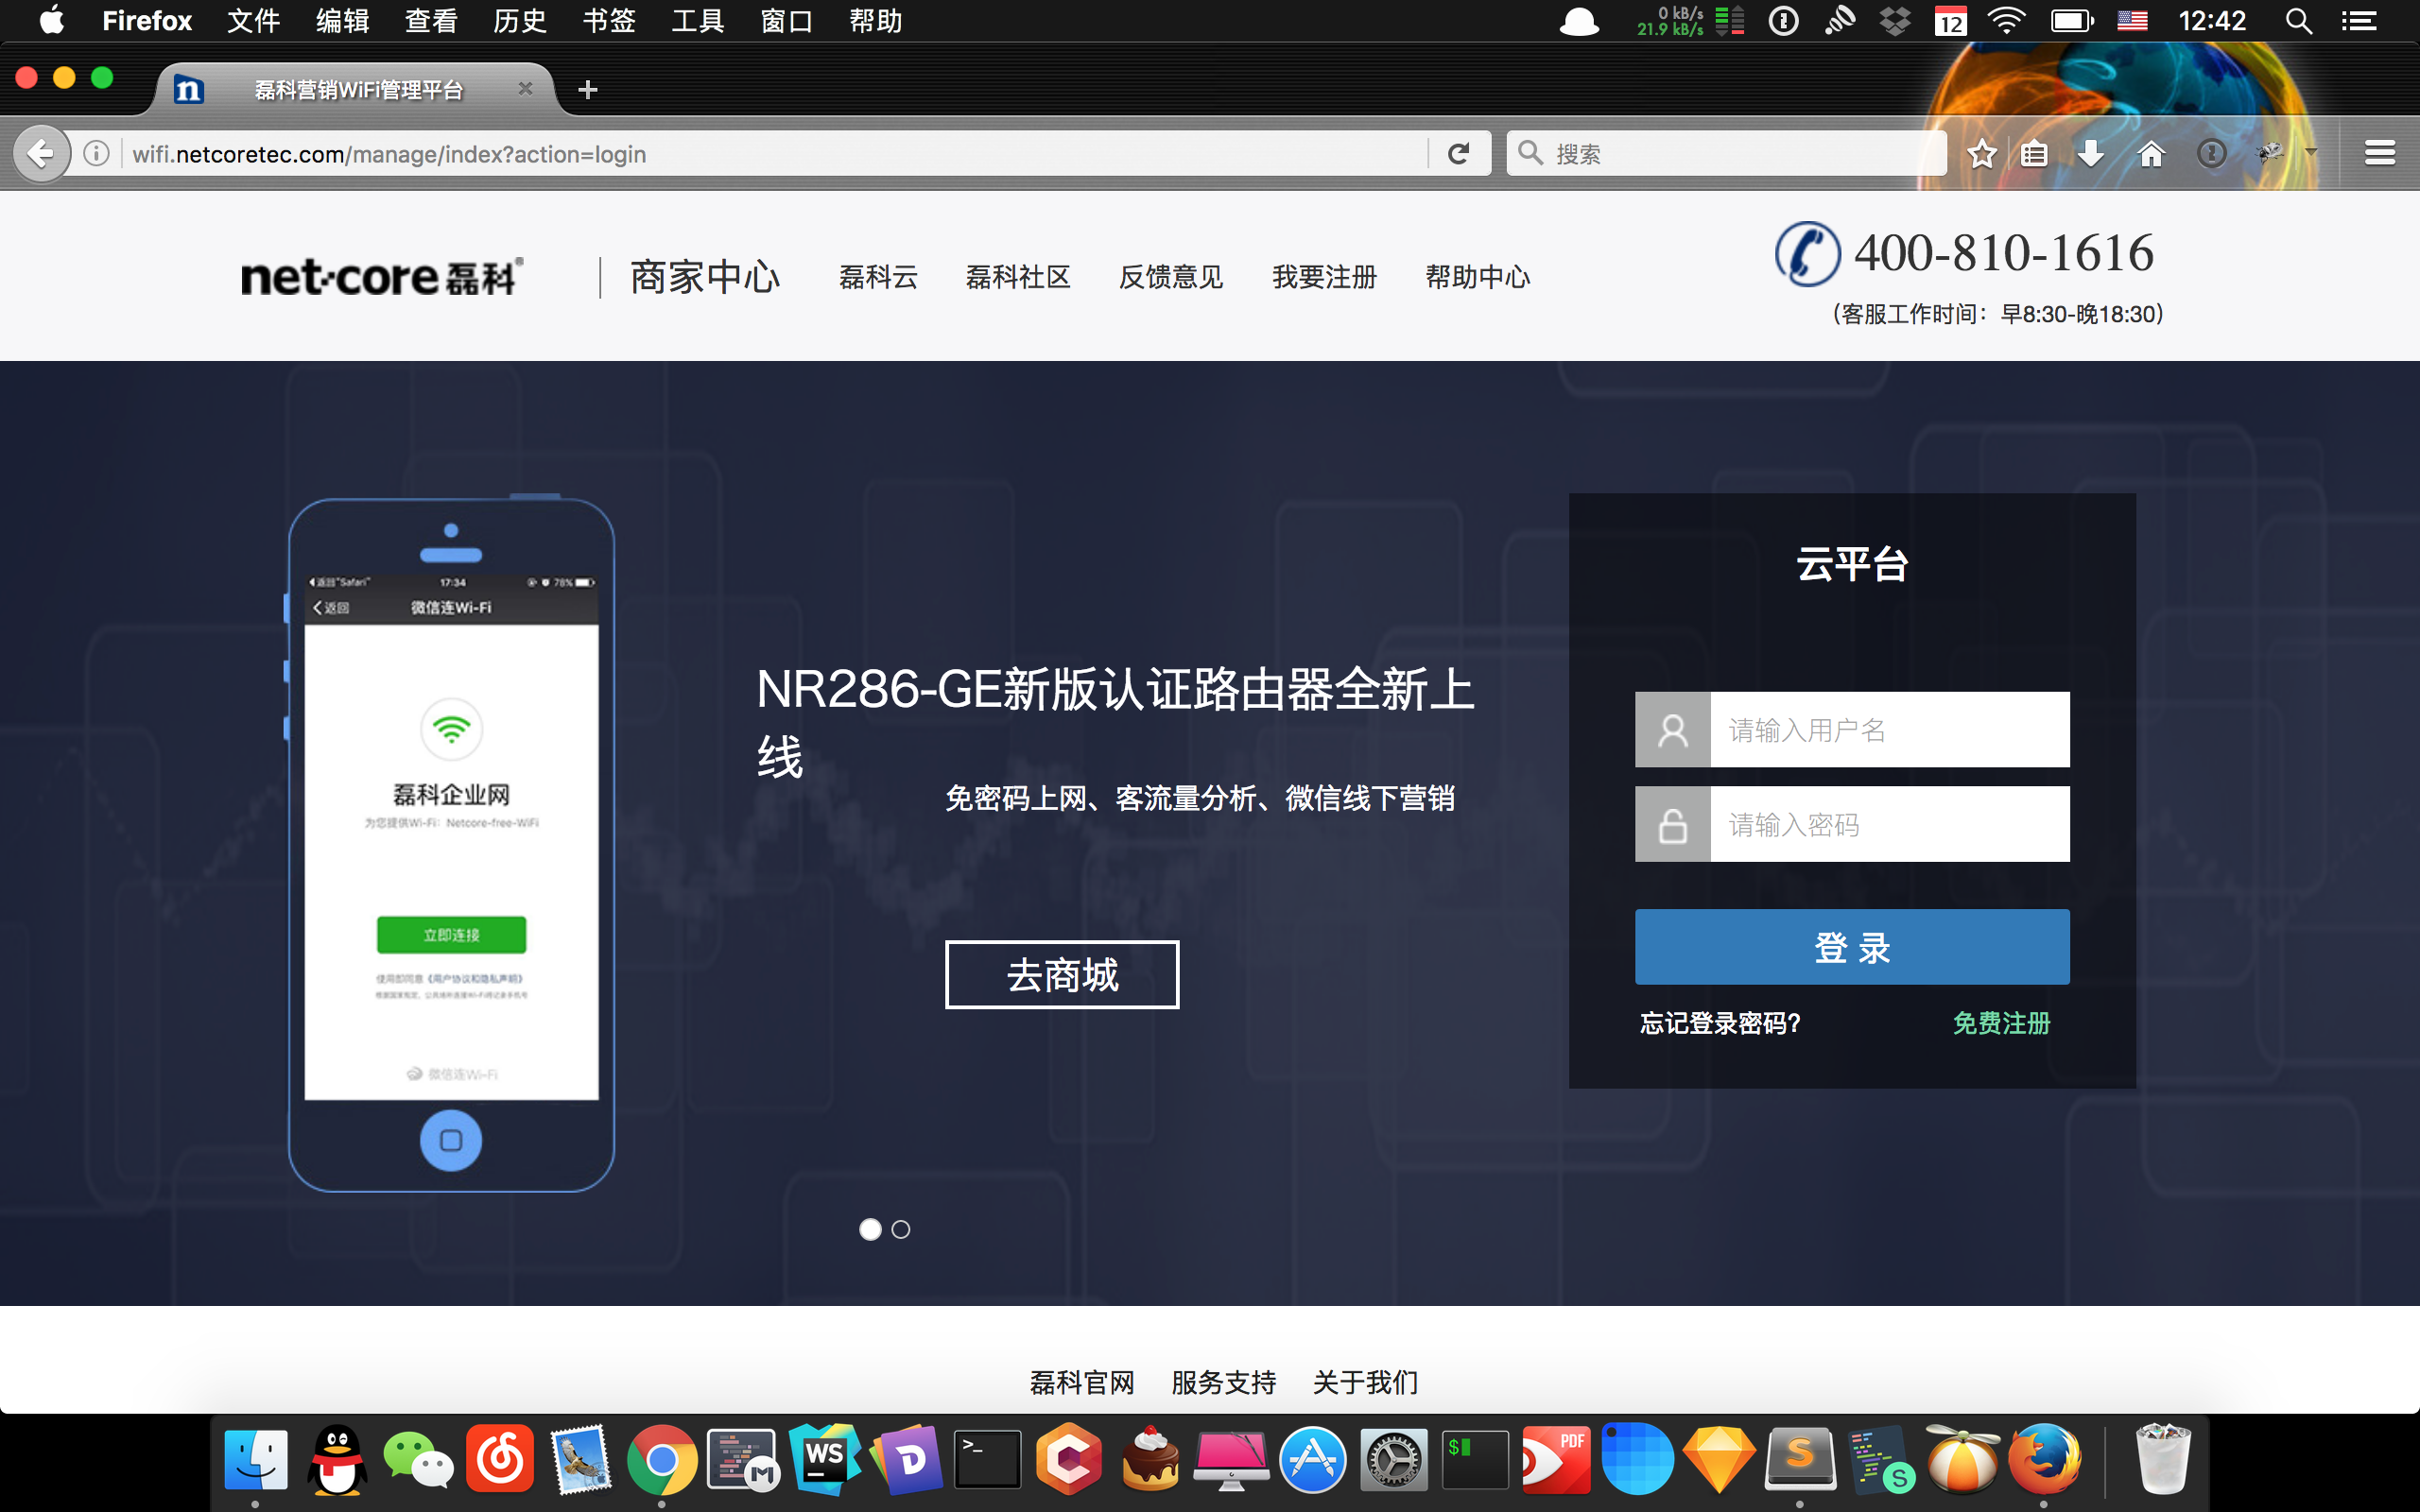 Firefox 文件 编辑 查看 历史 书签 工具 窗口 帮助
0 kB/s
21.9 kB/s
12
12:42
磊科营销WiFi管理平台
wifi.netcoretec.com/manage/index?action=login
搜索
net-core磊科®
商家中心 磊科云 磊科社区 反馈意见 我要注册 帮助中心
400-810-1616
(客服工作时间：早8:30-晚18:30)
返回"Safari" 17:34 78%
返回 微信连Wi-Fi
磊科企业网
为您提供Wi-Fi：Netcore-free-WiFi
立即连接
使用即同意《用户协议和隐私声明》
微信连Wi-Fi
NR286-GE新版认证路由器全新上
线
免密码上网、客流量分析、微信线下营销
去商城
云平台
请输入用户名
请输入密码
登 录
忘记登录密码?
免费注册
磊科官网 服务支持 关于我们
WS
PDF